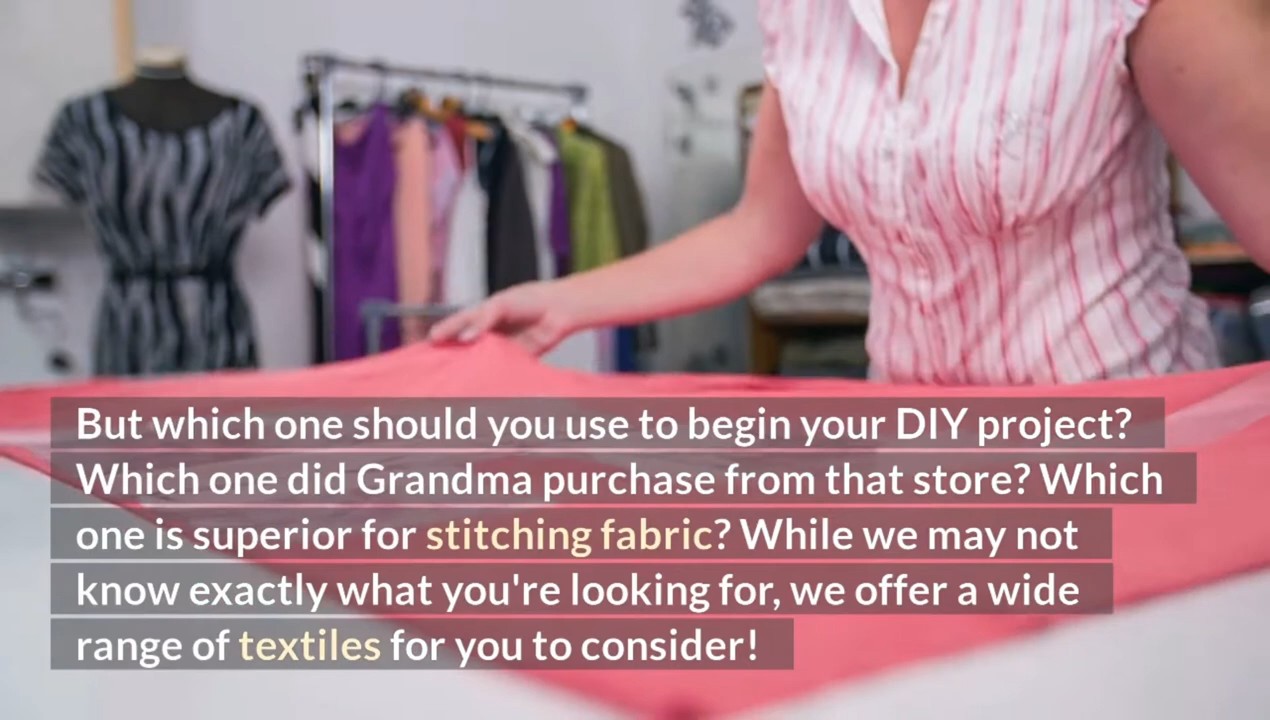 But which one should you use to begin your DIY project?
Which one did Grandma purchase from that store? Which
one is superior for stitching fabric? While we may not
know exactly what you're looking for, we offer a wide
range of textiles for you to consider!